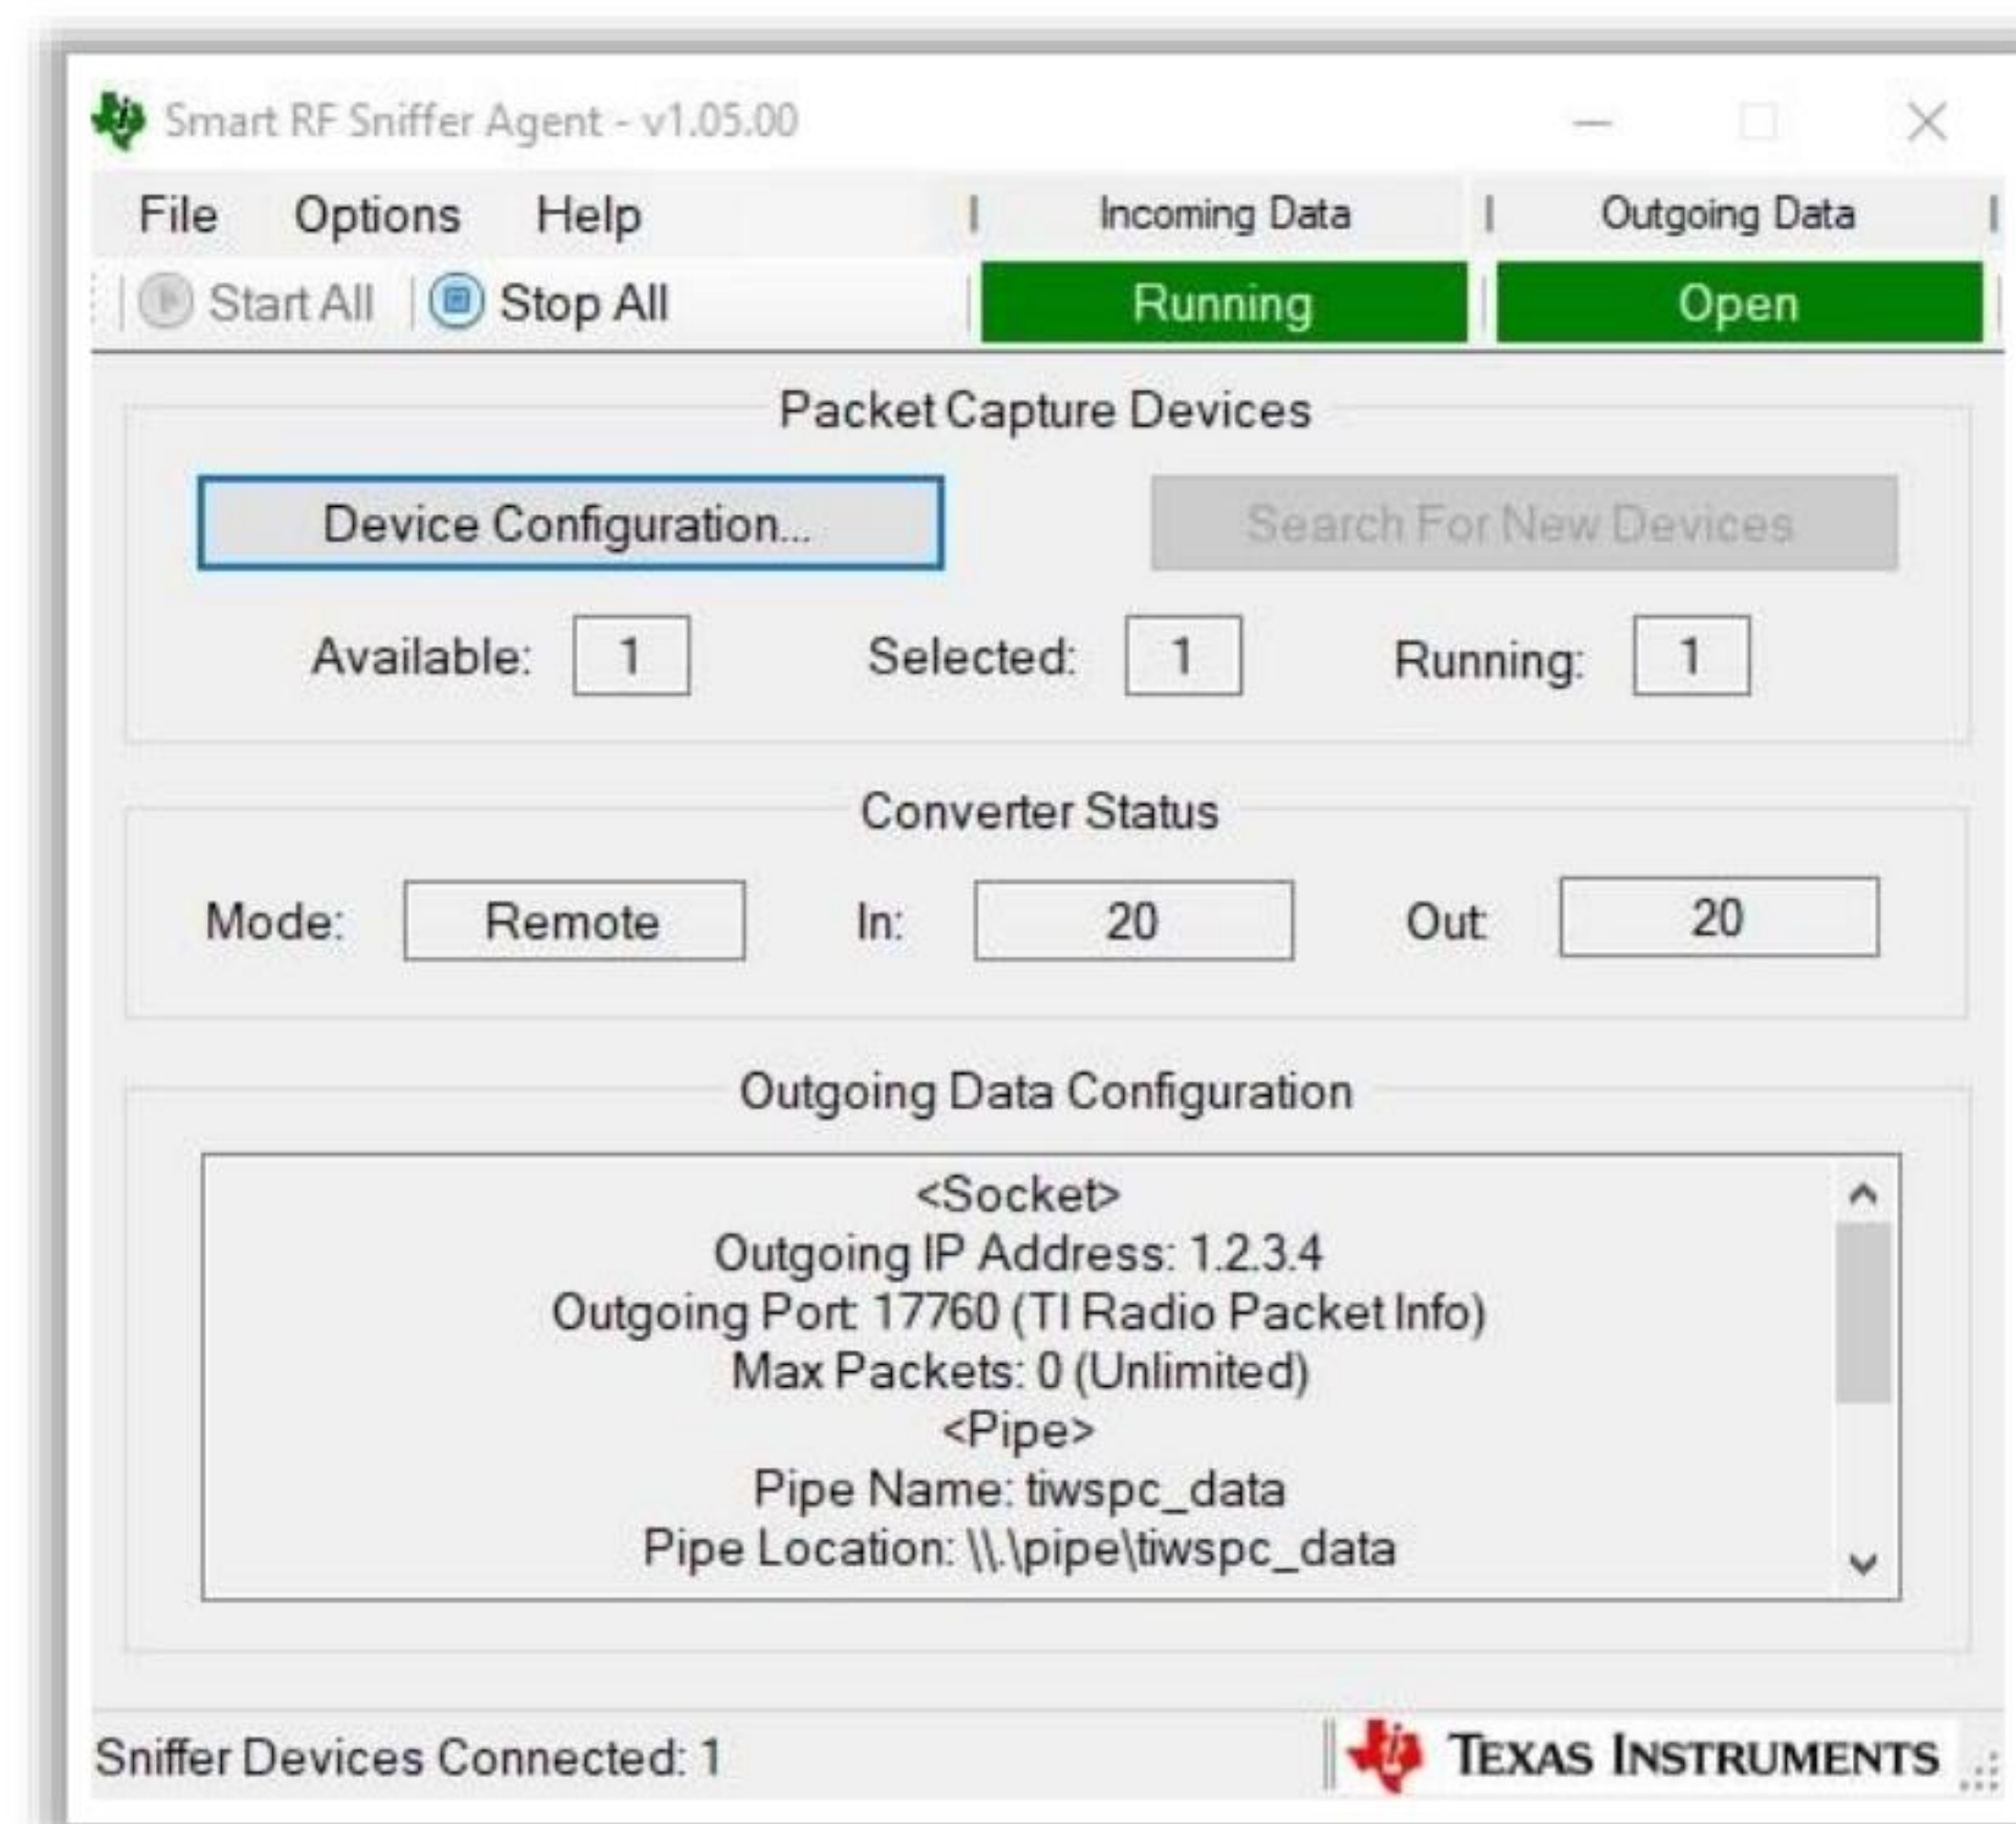 Smart RF Sniffer Agent - v1.05.00
File Options Help | Incoming Data | Outgoing Data |
Start All Stop All Running Open
Packet Capture Devices
Device Configuration... Search For New Devices
Available: 1 Selected: 1 Running: 1
Converter Status
Mode: Remote In: 20 Out: 20
Outgoing Data Configuration
<Socket>
Outgoing IP Address: 1.2.3.4
Outgoing Port: 17760 (TI Radio Packet Info)
Max Packets: 0 (Unlimited)
<Pipe>
Pipe Name: tiwspc_data
Pipe Location: \\.\pipe\tiwspc_data
Sniffer Devices Connected: 1 TEXAS INSTRUMENTS